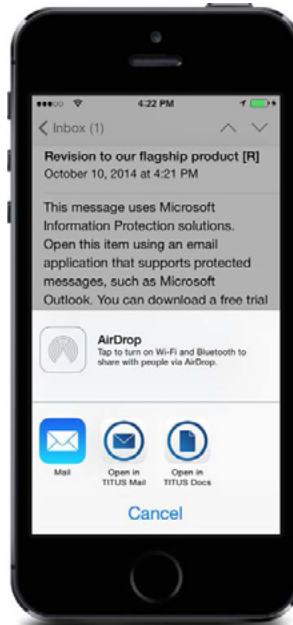 4:22 PM
Inbox (1)
Revision to our flagship product [R]
October 10, 2014 at 4:21 PM
This message uses Microsoft
Information Protection solutions.
Open this item using an email
application that supports protected
messages, such as Microsoft
Outlook. You can download a free trial
AirDrop
Tap to turn on Wi-Fi and Bluetooth to
share with people via AirDrop.
Mail
Open in
TITUS Mail
Open in
TITUS Docs
Cancel